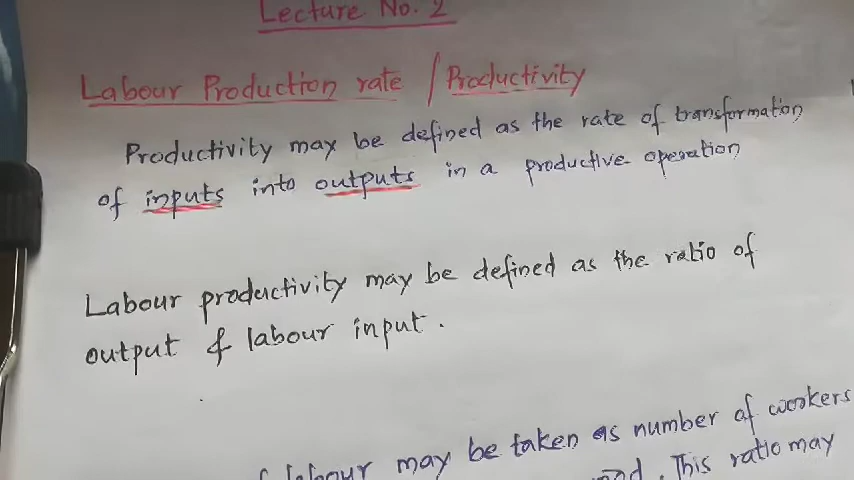 Lecture No. 2
Labour Production rate / Productivity
Productivity may be defined as the rate of transformation
of inputs into outputs in a productive operation
Labour productivity may be defined as the ratio of
output & labour input.
labour may be taken as number of workers
This ratio may